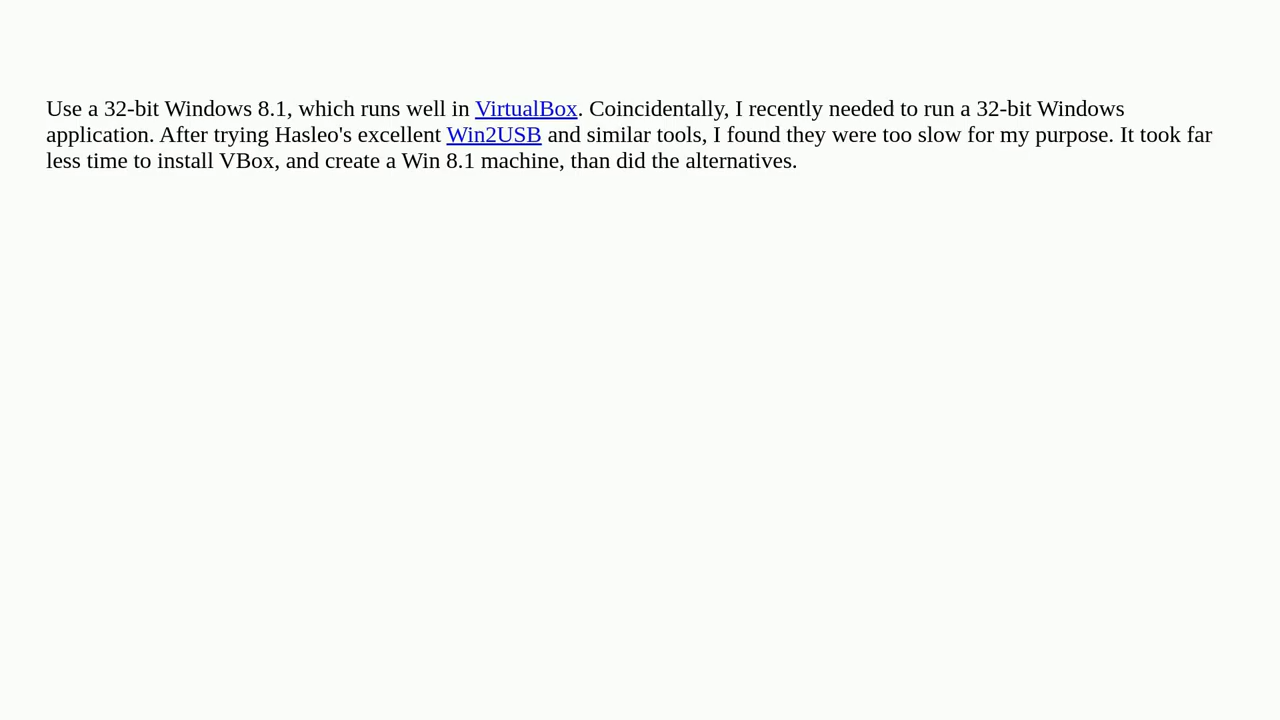 Use a 32-bit Windows 8.1, which runs well in VirtualBox. Coincidentally, I recently needed to run a 32-bit Windows
application. After trying Hasleo's excellent Win2USB and similar tools, I found they were too slow for my purpose. It took far
less time to install VBox, and create a Win 8.1 machine, than did the alternatives.